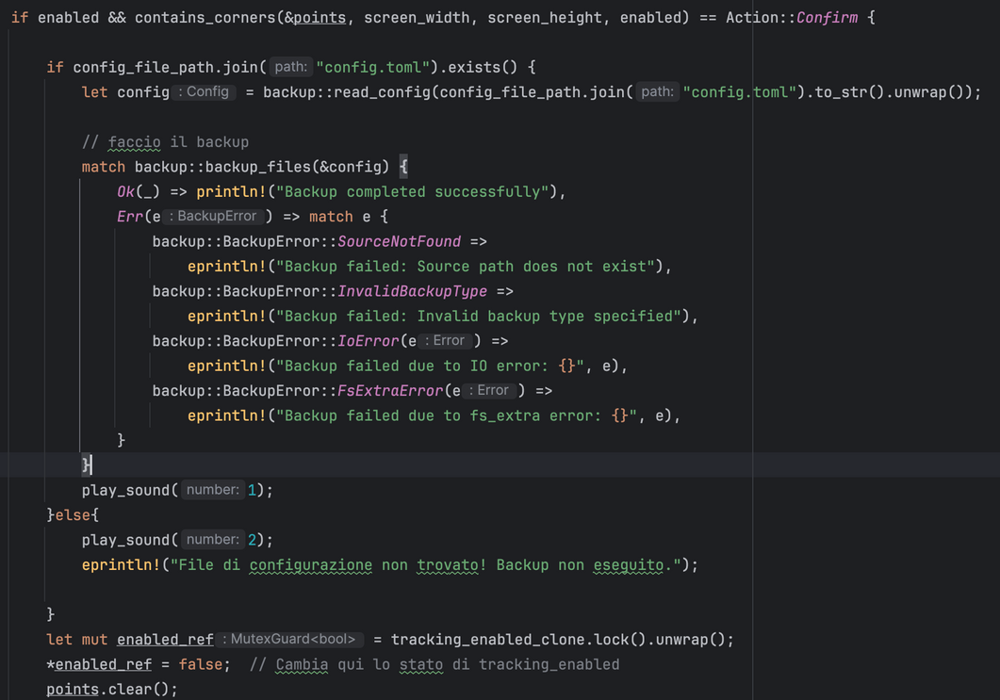 if enabled && contains_corners(&points, screen_width, screen_height, enabled) == Action::Confirm {
if config_file_path.join( path: "config.toml").exists() {
let config : Config = backup::read_config(config_file_path.join( path: "config.toml").to_str().unwrap());
// faccio il backup
match backup::backup_files(&config) {
Ok(_) => println!("Backup completed successfully"),
Err(e : BackupError ) => match e {
backup::BackupError::SourceNotFound =>
eprintln!("Backup failed: Source path does not exist"),
backup::BackupError::InvalidBackupType =>
eprintln!("Backup failed: Invalid backup type specified"),
backup::BackupError::IoError(e : Error ) =>
eprintln!("Backup failed due to IO error: {}", e),
backup::BackupError::FsExtraError(e : Error ) =>
eprintln!("Backup failed due to fs_extra error: {}", e),
}
}
play_sound( number: 1);
}else{
play_sound( number: 2);
eprintln!("File di configurazione non trovato! Backup non eseguito.");
}
let mut enabled_ref : MutexGuard<bool> = tracking_enabled_clone.lock().unwrap();
*enabled_ref = false; // Cambia qui lo stato di tracking_enabled
points.clear();